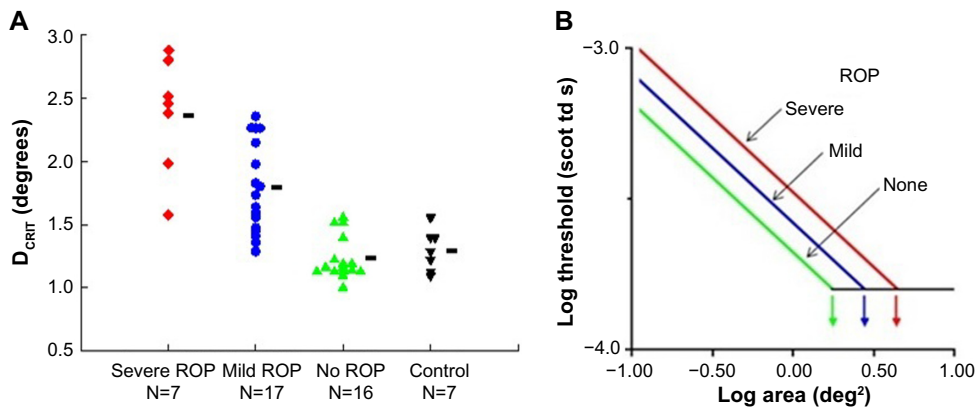 A
D_CRIT (degrees)
3.0
2.5
2.0
1.5
1.0
0.5
Severe ROP
N=7
Mild ROP
N=17
No ROP
N=16
Control
N=7
B
Log threshold (scot td s)
−3.0
−4.0
ROP
Severe
Mild
None
−1.00
−0.50
0.00
0.50
1.00
Log area (deg²)